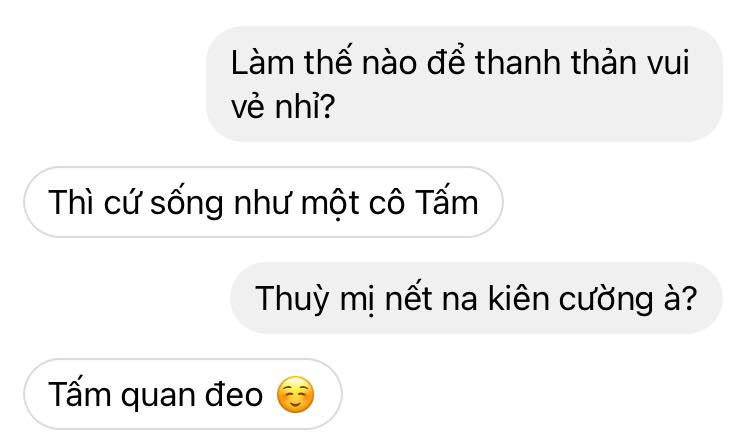 Làm thế nào để thanh thản vui
vẻ nhỉ?
Thì cứ sống như một cô Tấm
Thuỳ mị nết na kiên cường à?
Tấm quan đeo ☺️